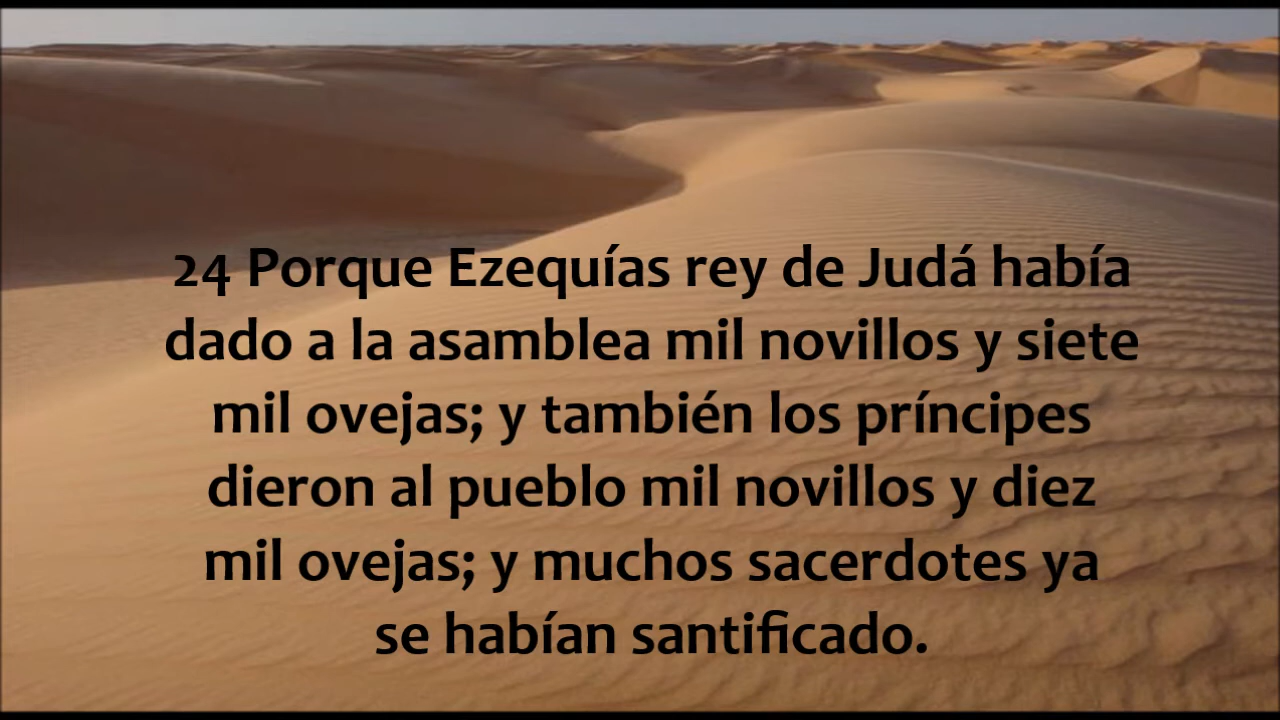 24 Porque Ezequías rey de Judá había
dado a la asamblea mil novillos y siete
mil ovejas; y también los príncipes
dieron al pueblo mil novillos y diez
mil ovejas; y muchos sacerdotes ya
se habían santificado.